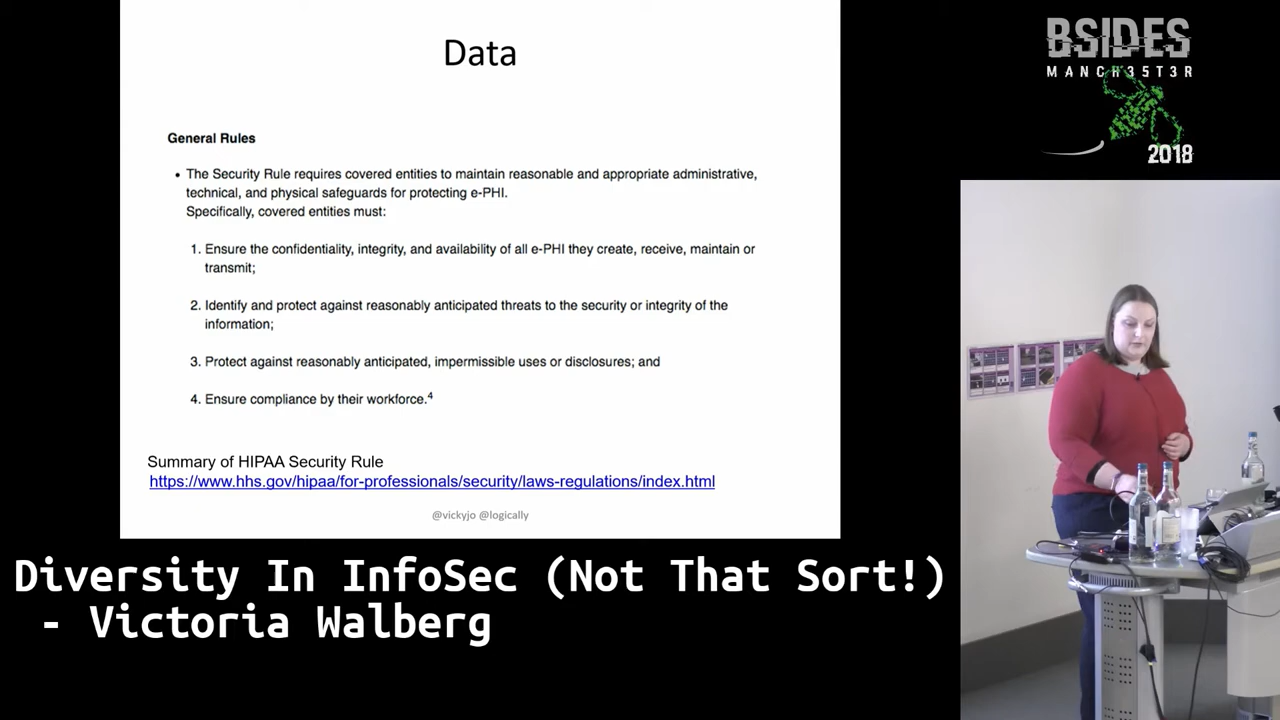 Data
General Rules
• The Security Rule requires covered entities to maintain reasonable and appropriate administrative,
technical, and physical safeguards for protecting e-PHI.
Specifically, covered entities must:
1. Ensure the confidentiality, integrity, and availability of all e-PHI they create, receive, maintain or
transmit;
2. Identify and protect against reasonably anticipated threats to the security or integrity of the
information;
3. Protect against reasonably anticipated, impermissible uses or disclosures; and
4. Ensure compliance by their workforce.4
Summary of HIPAA Security Rule
https://www.hhs.gov/hipaa/for-professionals/security/laws-regulations/index.html
@vickyjo @logically
BSIDES
MANCH35T3R
2018
Diversity In InfoSec (Not That Sort!)
- Victoria Walberg